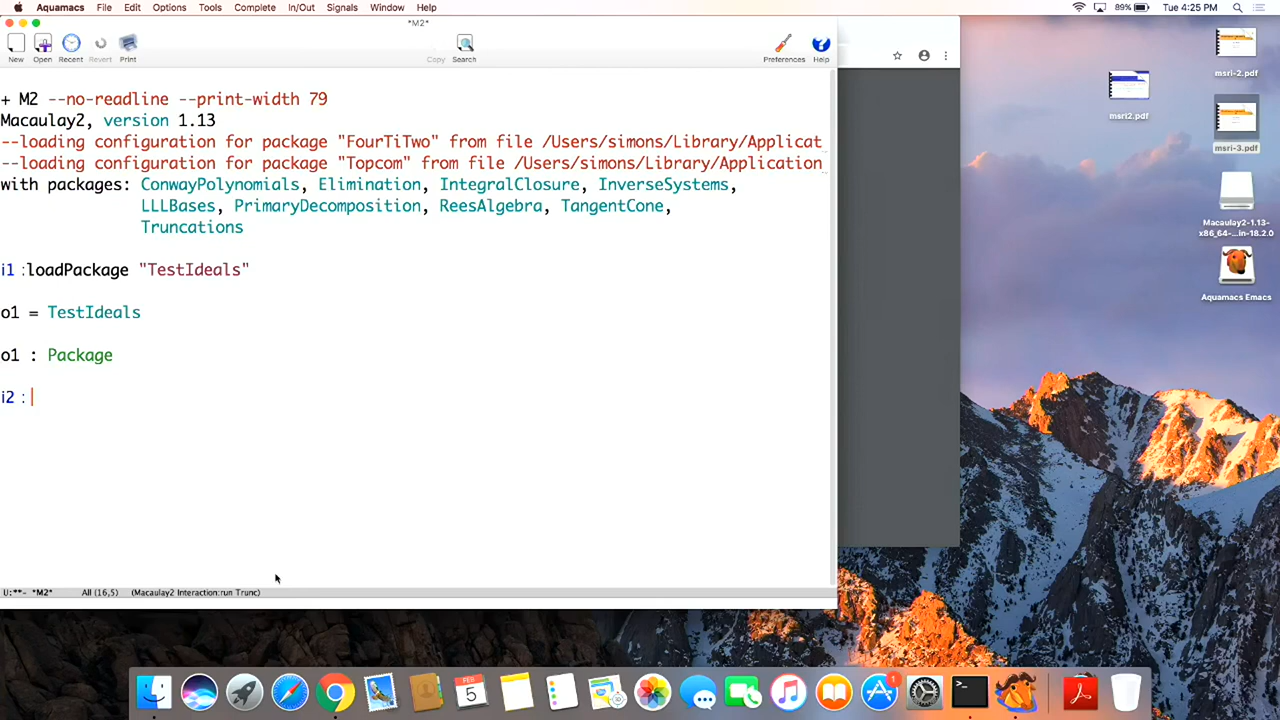 Aquamacs File Edit Options Tools Complete In/Out Signals Window Help 89% Tue 4:25 PM
*M2*
New Open Recent Revert Print Copy Search Preferences Help
+ M2 --no-readline --print-width 79
Macaulay2, version 1.13
--loading configuration for package "FourTiTwo" from file /Users/simons/Library/Applicat
--loading configuration for package "Topcom" from file /Users/simons/Library/Application
with packages: ConwayPolynomials, Elimination, IntegralClosure, InverseSystems,
LLLBases, PrimaryDecomposition, ReesAlgebra, TangentCone,
Truncations
i1 :loadPackage "TestIdeals"
o1 = TestIdeals
o1 : Package
i2 :
U:**- *M2* All (16,5) (Macaulay2 Interaction:run Trunc)
msri-2.pdf
msri2.pdf
msri-3.pdf
Macaulay2-1.13-
x86_64-...in-18.2.0
Aquamacs Emacs
FEB
5
1